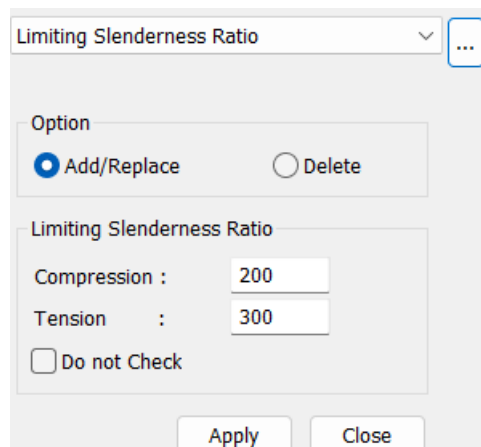 Limiting Slenderness Ratio
...
Option
Add/Replace Delete
Limiting Slenderness Ratio
Compression : 200
Tension : 300
Do not Check
Apply Close